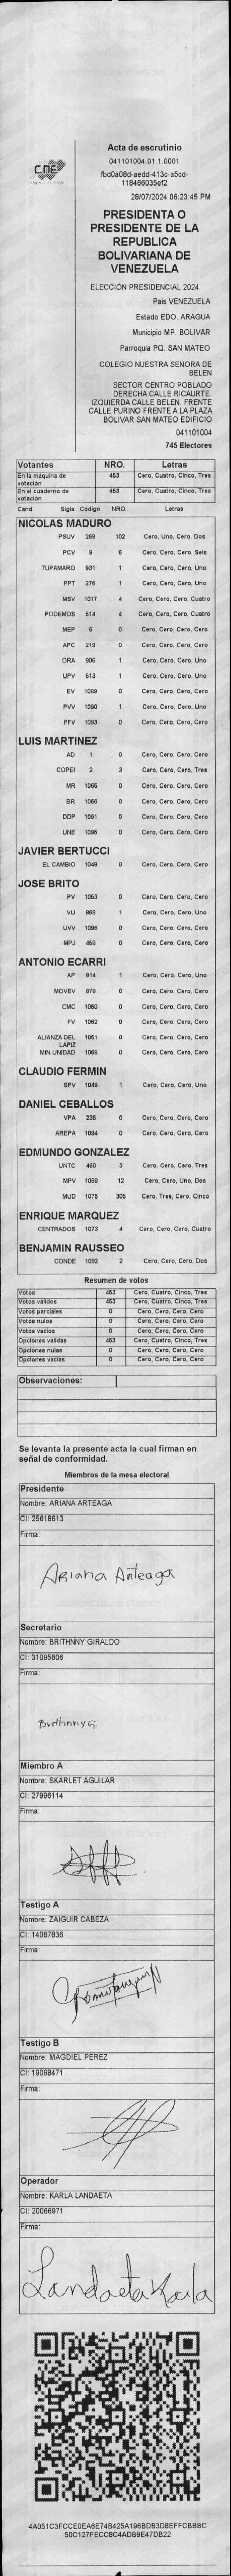 Acta de escrutinio
041101004.01.1.0001
fbd0a08d-aedd-413c-a5cd-
118466035ef2
28/07/2024 06:23:45 PM
CNE
PRESIDENTA O
PRESIDENTE DE LA
REPUBLICA
BOLIVARIANA DE
VENEZUELA
ELECCIÓN PRESIDENCIAL 2024
Pais VENEZUELA
Estado EDO. ARAGUA
Municipio MP. BOLIVAR
Parroquia PQ. SAN MATEO
COLEGIO NUESTRA SENORA DE
BELEN
SECTOR CENTRO POBLADO
DERECHA CALLE RICAURTE.
IZQUIERDA CALLE BELEN. FRENTE
CALLE PURINO FRENTE A LA PLAZA
BOLIVAR SAN MATEO EDIFICIO
041101004
745 Electores
Votantes NRO. Letras
En la maquina de votación 453 Cero, Cuatro, Cinco, Tres
En el cuaderno de votación 453 Cero, Cuatro, Cinco, Tres
Cand. Sigla Código NRO. Letras
NICOLAS MADURO
PSUV 269 102 Cero, Uno, Cero, Dos
PCV 9 6 Cero, Cero, Cero, Seis
TUPAMARO 931 1 Cero, Cero, Cero, Uno
PPT 276 1 Cero, Cero, Cero, Uno
MSV 1017 4 Cero, Cero, Cero, Cuatro
PODEMOS 514 4 Cero, Cero, Cero, Cuatro
MEP 6 0 Cero, Cero, Cero, Cero
APC 219 0 Cero, Cero, Cero, Cero
ORA 906 1 Cero, Cero, Cero, Uno
UPV 513 1 Cero, Cero, Cero, Uno
EV 1089 0 Cero, Cero, Cero, Cero
PVV 1090 1 Cero, Cero, Cero, Uno
PFV 1093 0 Cero, Cero, Cero, Cero
LUIS MARTINEZ
AD 1 0 Cero, Cero, Cero, Cero
COPEI 2 3 Cero, Cero, Cero, Tres
MR 1065 0 Cero, Cero, Cero, Cero
BR 1066 0 Cero, Cero, Cero, Cero
DDP 1091 0 Cero, Cero, Cero, Cero
UNE 1095 0 Cero, Cero, Cero, Cero
JAVIER BERTUCCI
EL CAMBIO 1049 0 Cero, Cero, Cero, Cero
JOSE BRITO
PV 1053 0 Cero, Cero, Cero, Cero
VU 968 1 Cero, Cero, Cero, Uno
UVV 1096 0 Cero, Cero, Cero, Cero
MPJ 459 0 Cero, Cero, Cero, Cero
ANTONIO ECARRI
AP 914 1 Cero, Cero, Cero, Uno
MOVEV 979 0 Cero, Cero, Cero, Cero
CMC 1050 0 Cero, Cero, Cero, Cero
FV 1062 0 Cero, Cero, Cero, Cero
ALIANZA DEL LAPIZ 1051 0 Cero, Cero, Cero, Cero
MIN UNIDAD 1068 0 Cero, Cero, Cero, Cero
CLAUDIO FERMIN
SPV 1048 1 Cero, Cero, Cero, Uno
DANIEL CEBALLOS
VPA 236 0 Cero, Cero, Cero, Cero
AREPA 1094 0 Cero, Cero, Cero, Cero
EDMUNDO GONZALEZ
UNTC 460 3 Cero, Cero, Cero, Tres
MPV 1069 12 Cero, Cero, Uno, Dos
MUD 1075 305 Cero, Tres, Cero, Cinco
ENRIQUE MARQUEZ
CENTRADOS 1073 4 Cero, Cero, Cero, Cuatro
BENJAMIN RAUSSEO
CONDE 1092 2 Cero, Cero, Cero, Dos
Resumen de votos
Votos 453 Cero, Cuatro, Cinco, Tres
Votos validos 453 Cero, Cuatro, Cinco, Tres
Votos parciales 0 Cero, Cero, Cero, Cero
Votos nulos 0 Cero, Cero, Cero, Cero
Votos vacios 0 Cero, Cero, Cero, Cero
Opciones validas 453 Cero, Cuatro, Cinco, Tres
Opciones nulas 0 Cero, Cero, Cero, Cero
Opciones vacias 0 Cero, Cero, Cero, Cero
Observaciones:
Se levanta la presente acta la cual firman en
señal de conformidad.
Miembros de la mesa electoral
Presidente
Nombre: ARIANA ARTEAGA
CI: 25618613
Firma:
Ariana Arteaga
Secretario
Nombre: BRITHNNY GIRALDO
CI: 31095606
Firma:
Brithnny G.
Miembro A
Nombre: SKARLET AGUILAR
CI: 27996114
Firma:
Testigo A
Nombre: ZAIGUIR CABEZA
CI: 14087836
Firma:
Testigo B
Nombre: MAGDIEL PEREZ
CI: 19068471
Firma:
Operador
Nombre: KARLA LANDAETA
CI: 20066971
Firma:
Landaeta Karla
4A051C3FCCE0EA6E74B425A196BDB3D8EFFCBBBC
50C127FECC8C4ADB9E47DB22